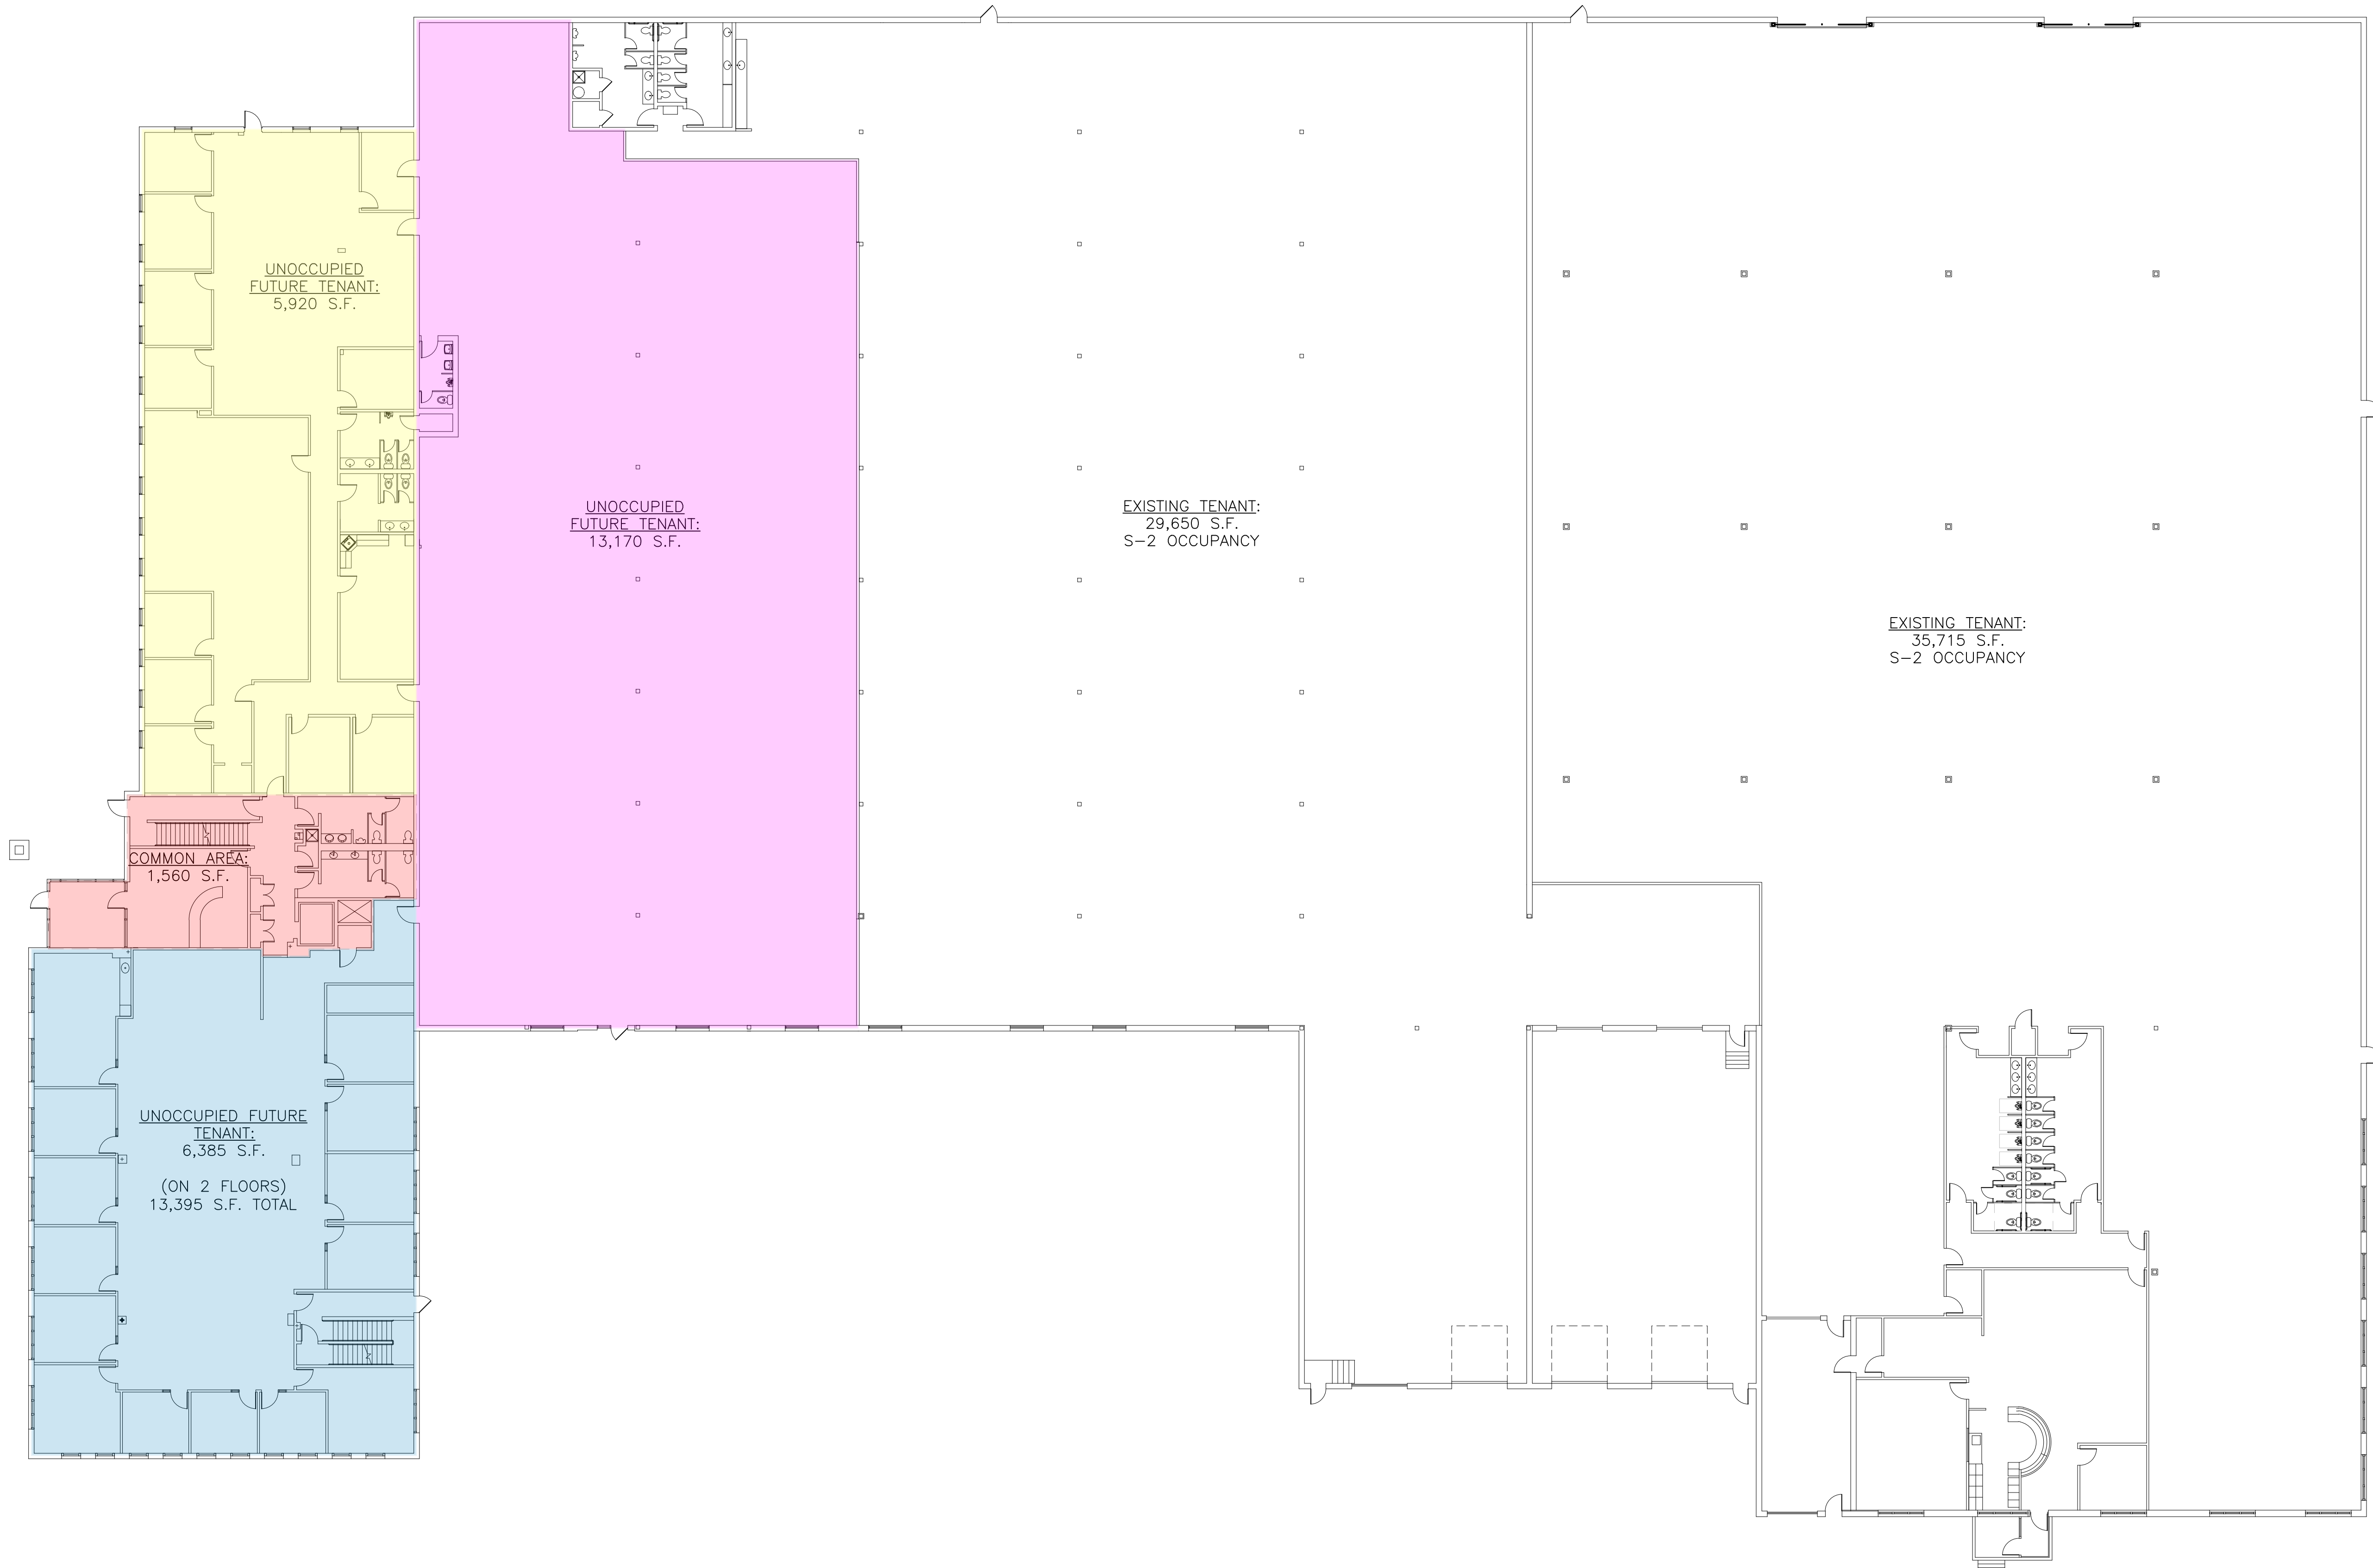 UNOCCUPIED
FUTURE TENANT:
5,920 S.F.
UNOCCUPIED
FUTURE TENANT:
13,170 S.F.
EXISTING TENANT:
29,650 S.F.
S-2 OCCUPANCY
EXISTING TENANT:
35,715 S.F.
S-2 OCCUPANCY
COMMON AREA:
1,560 S.F.
UNOCCUPIED FUTURE
TENANT:
6,385 S.F.
(ON 2 FLOORS)
13,395 S.F. TOTAL